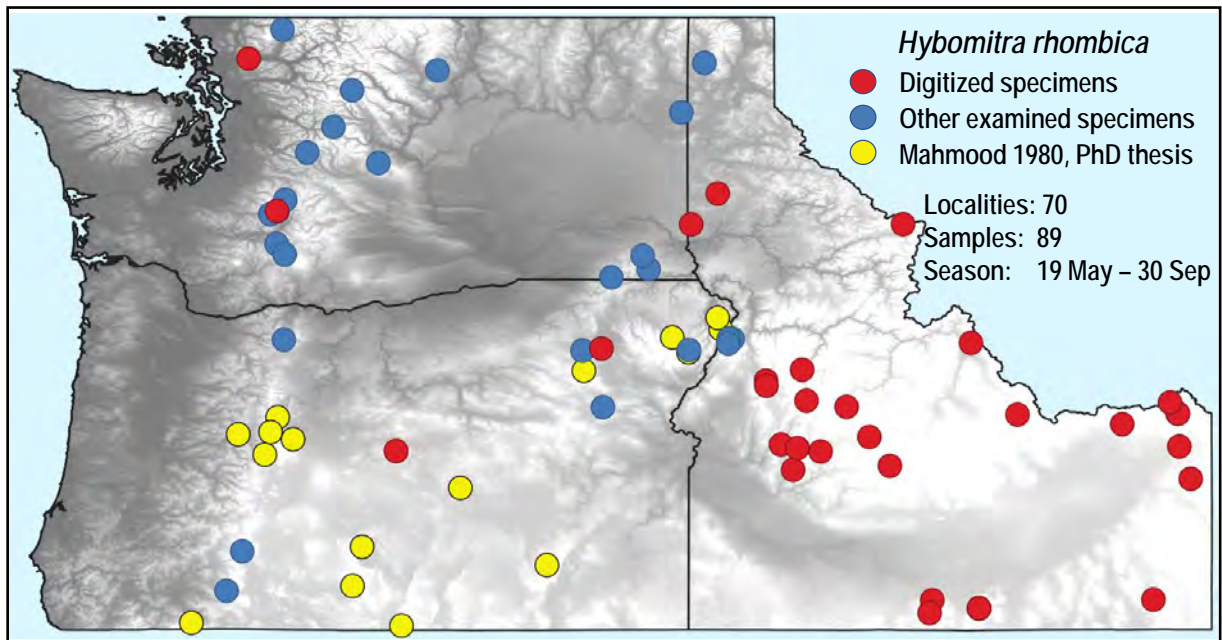 Hybomitra rhombica
Digitized specimens
Other examined specimens
Mahmood 1980, PhD thesis
Localities: 70
Samples: 89
Season: 19 May – 30 Sep